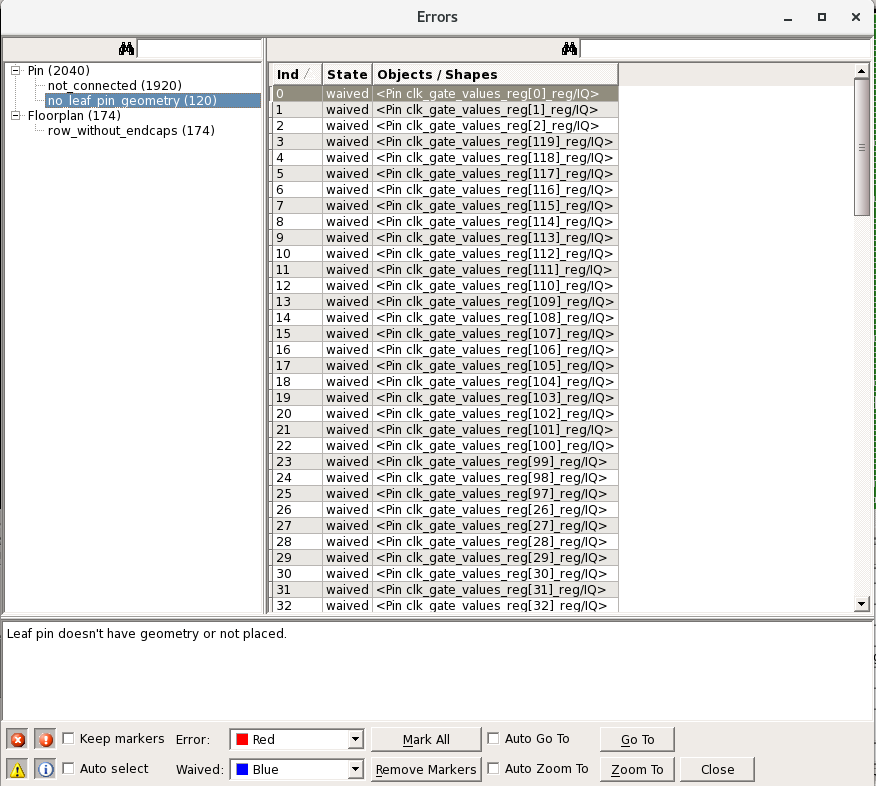 Errors
Pin (2040)
not_connected (1920)
no_leaf_pin_geometry (120)
Floorplan (174)
row_without_endcaps (174)
Ind State Objects / Shapes
0 waived <Pin clk_gate_values_reg[0]_reg/IQ>
1 waived <Pin clk_gate_values_reg[1]_reg/IQ>
2 waived <Pin clk_gate_values_reg[2]_reg/IQ>
3 waived <Pin clk_gate_values_reg[119]_reg/IQ>
4 waived <Pin clk_gate_values_reg[118]_reg/IQ>
5 waived <Pin clk_gate_values_reg[117]_reg/IQ>
6 waived <Pin clk_gate_values_reg[116]_reg/IQ>
7 waived <Pin clk_gate_values_reg[115]_reg/IQ>
8 waived <Pin clk_gate_values_reg[114]_reg/IQ>
9 waived <Pin clk_gate_values_reg[113]_reg/IQ>
10 waived <Pin clk_gate_values_reg[112]_reg/IQ>
11 waived <Pin clk_gate_values_reg[111]_reg/IQ>
12 waived <Pin clk_gate_values_reg[110]_reg/IQ>
13 waived <Pin clk_gate_values_reg[109]_reg/IQ>
14 waived <Pin clk_gate_values_reg[108]_reg/IQ>
15 waived <Pin clk_gate_values_reg[107]_reg/IQ>
16 waived <Pin clk_gate_values_reg[106]_reg/IQ>
17 waived <Pin clk_gate_values_reg[105]_reg/IQ>
18 waived <Pin clk_gate_values_reg[104]_reg/IQ>
19 waived <Pin clk_gate_values_reg[103]_reg/IQ>
20 waived <Pin clk_gate_values_reg[102]_reg/IQ>
21 waived <Pin clk_gate_values_reg[101]_reg/IQ>
22 waived <Pin clk_gate_values_reg[100]_reg/IQ>
23 waived <Pin clk_gate_values_reg[99]_reg/IQ>
24 waived <Pin clk_gate_values_reg[98]_reg/IQ>
25 waived <Pin clk_gate_values_reg[97]_reg/IQ>
26 waived <Pin clk_gate_values_reg[26]_reg/IQ>
27 waived <Pin clk_gate_values_reg[27]_reg/IQ>
28 waived <Pin clk_gate_values_reg[28]_reg/IQ>
29 waived <Pin clk_gate_values_reg[29]_reg/IQ>
30 waived <Pin clk_gate_values_reg[30]_reg/IQ>
31 waived <Pin clk_gate_values_reg[31]_reg/IQ>
32 waived <Pin clk_gate_values_reg[32]_reg/IQ>
Leaf pin doesn't have geometry or not placed.
Keep markers Error: Red Mark All Auto Go To Go To
Auto select Waived: Blue Remove Markers Auto Zoom To Zoom To Close